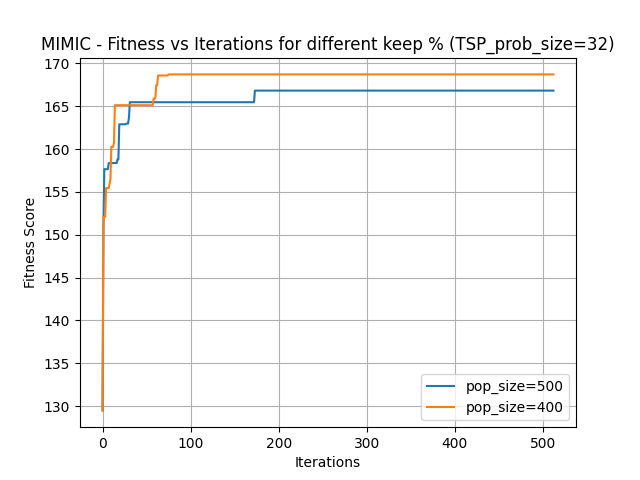 MIMIC - Fitness vs Iterations for different keep % (TSP_prob_size=32)
170
165
160
155
150
145
140
135
130
Fitness Score
0 100 200 300 400 500
Iterations
pop_size=500
pop_size=400